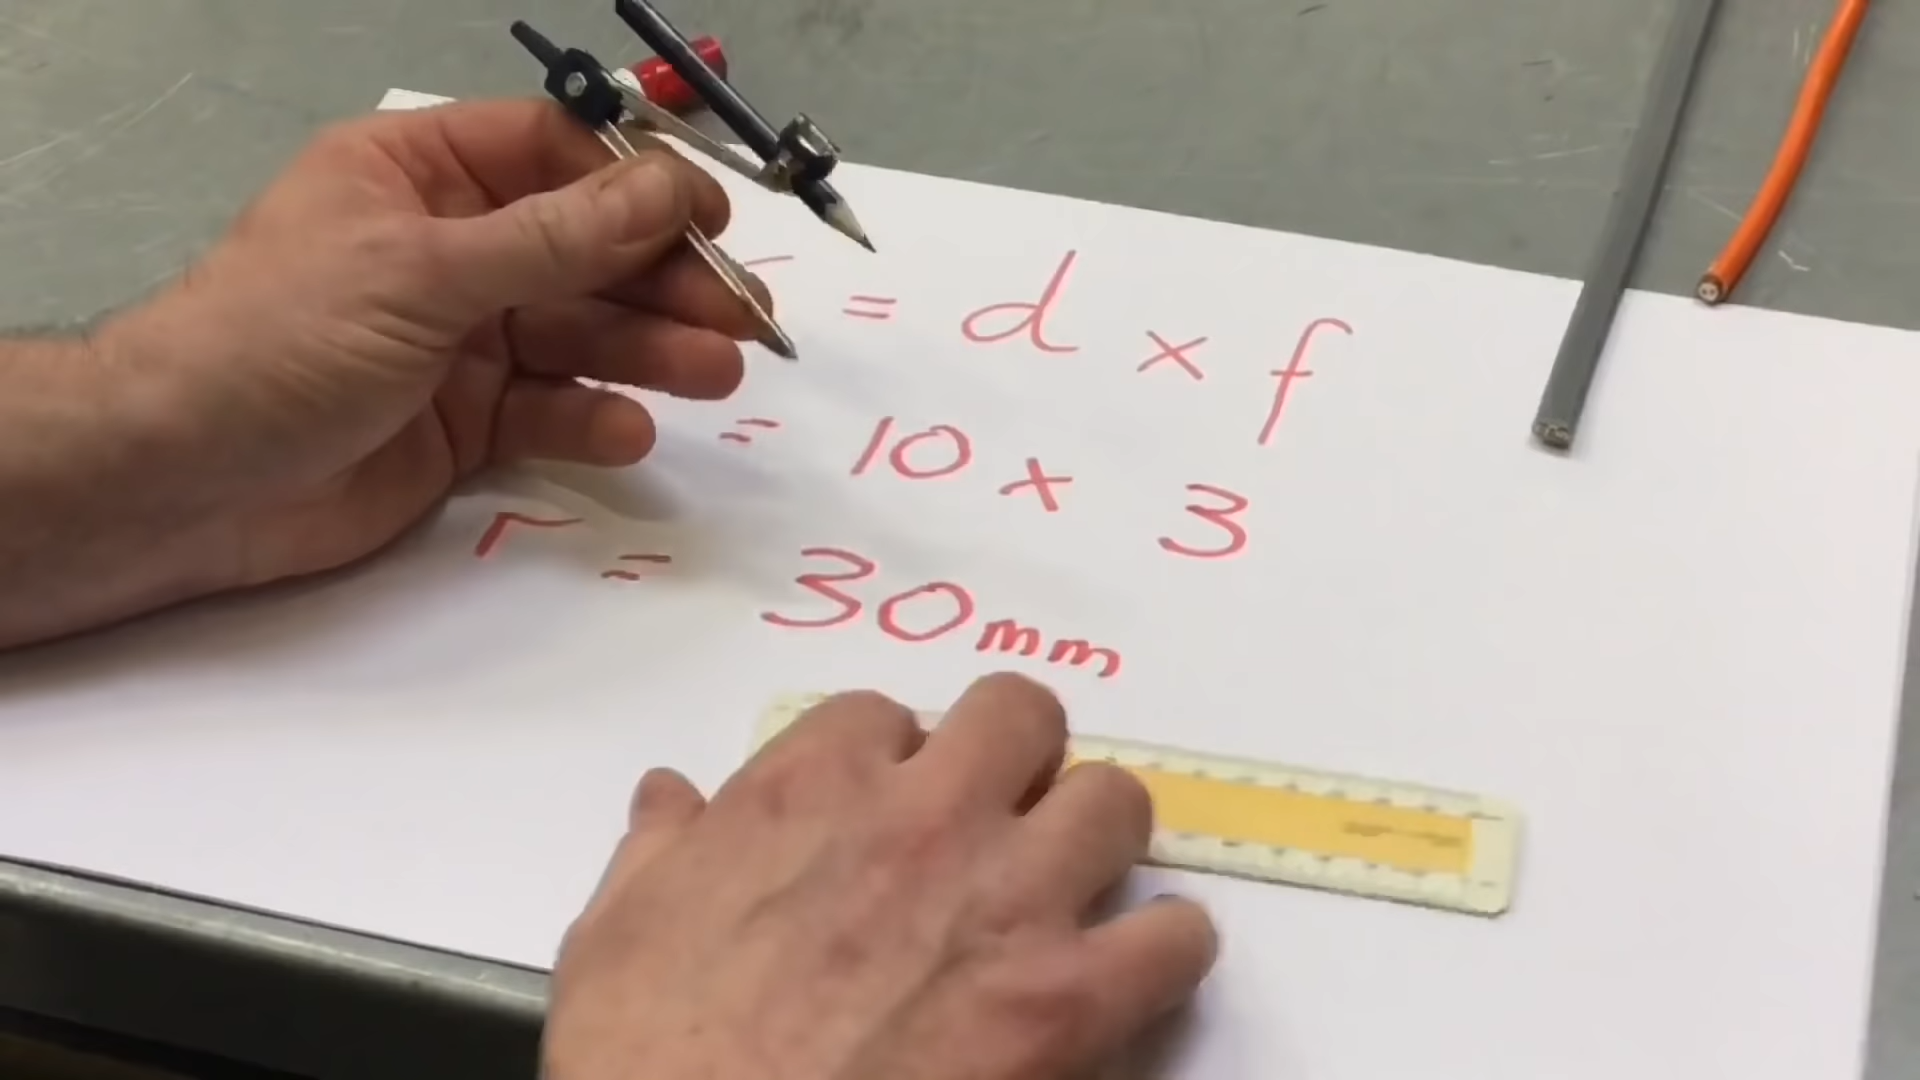 r = d × f
= 10 × 3
r = 30mm